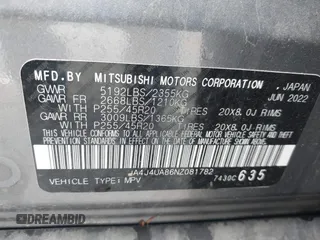 MFD.BY MITSUBISHI MOTORS CORPORATION, JAPAN
GVWR 5192LBS/2355KG JUN 2022
GAWR FR 2668LBS/1210KG
WITH P255/45R20 TIRES 20X8.0J RIMS
GAWR RR 3009LBS/1365KG
WITH P255/45R20 TIRES 20X8.0J RIMS
THIS VEHICLE CONFORMS TO ALL APPLICABLE
FEDERAL MOTOR VEHICLE SAFETY AND THEFT
PREVENTION STANDARDS IN EFFECT ON THE DATE
OF MANUFACTURE SHOWN ABOVE.
JA4J4UA86NZ081782
VEHICLE TYPE: MPV 7430C635
DREAMBID